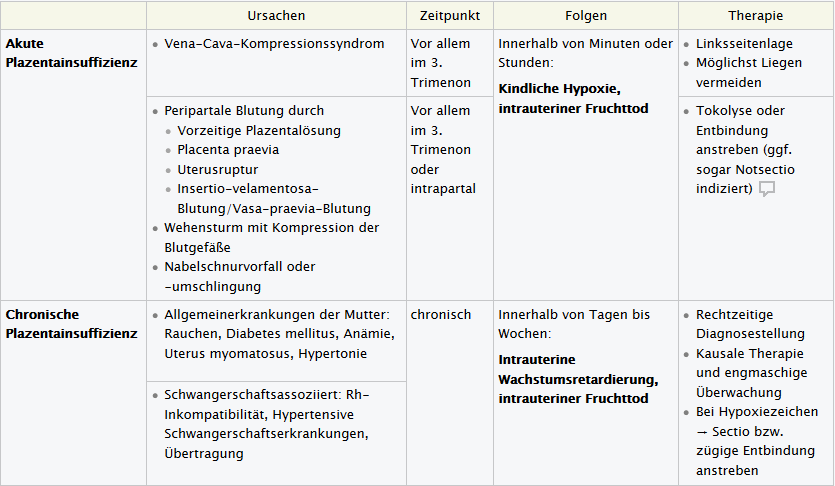 Ursachen
Zeitpunkt
Folgen
Therapie
Akute
Plazentainsuffizienz
Vena-Cava-Kompressionssyndrom
Vor allem
im 3.
Trimenon
Innerhalb von Minuten oder
Stunden:
Kindliche Hypoxie,
intrauteriner Fruchttod
Linksseitenlage
Möglichst Liegen
vermeiden
Peripartale Blutung durch
Vorzeitige Plazentalösung
Placenta praevia
Uterusruptur
Insertio-velamentosa-
Blutung/Vasa-praevia-Blutung
Wehensturm mit Kompression der
Blutgefäße
Nabelschnurvorfall oder
-umschlingung
Vor allem
im 3.
Trimenon
oder
intrapartal
Tokolyse oder
Entbindung
anstreben (ggf.
sogar Notsectio
indiziert)
Chronische
Plazentainsuffizienz
Allgemeinerkrankungen der Mutter:
Rauchen, Diabetes mellitus, Anämie,
Uterus myomatosus, Hypertonie
chronisch
Innerhalb von Tagen bis
Wochen:
Intrauterine
Wachstumsretardierung,
intrauteriner Fruchttod
Rechtzeitige
Diagnosestellung
Kausale Therapie
und engmaschige
Überwachung
Bei Hypoxiezeichen
→ Sectio bzw.
zügige Entbindung
anstreben
Schwangerschaftsassoziiert: Rh-
Inkompatibilität, Hypertensive
Schwangerschaftserkrankungen,
Übertragung